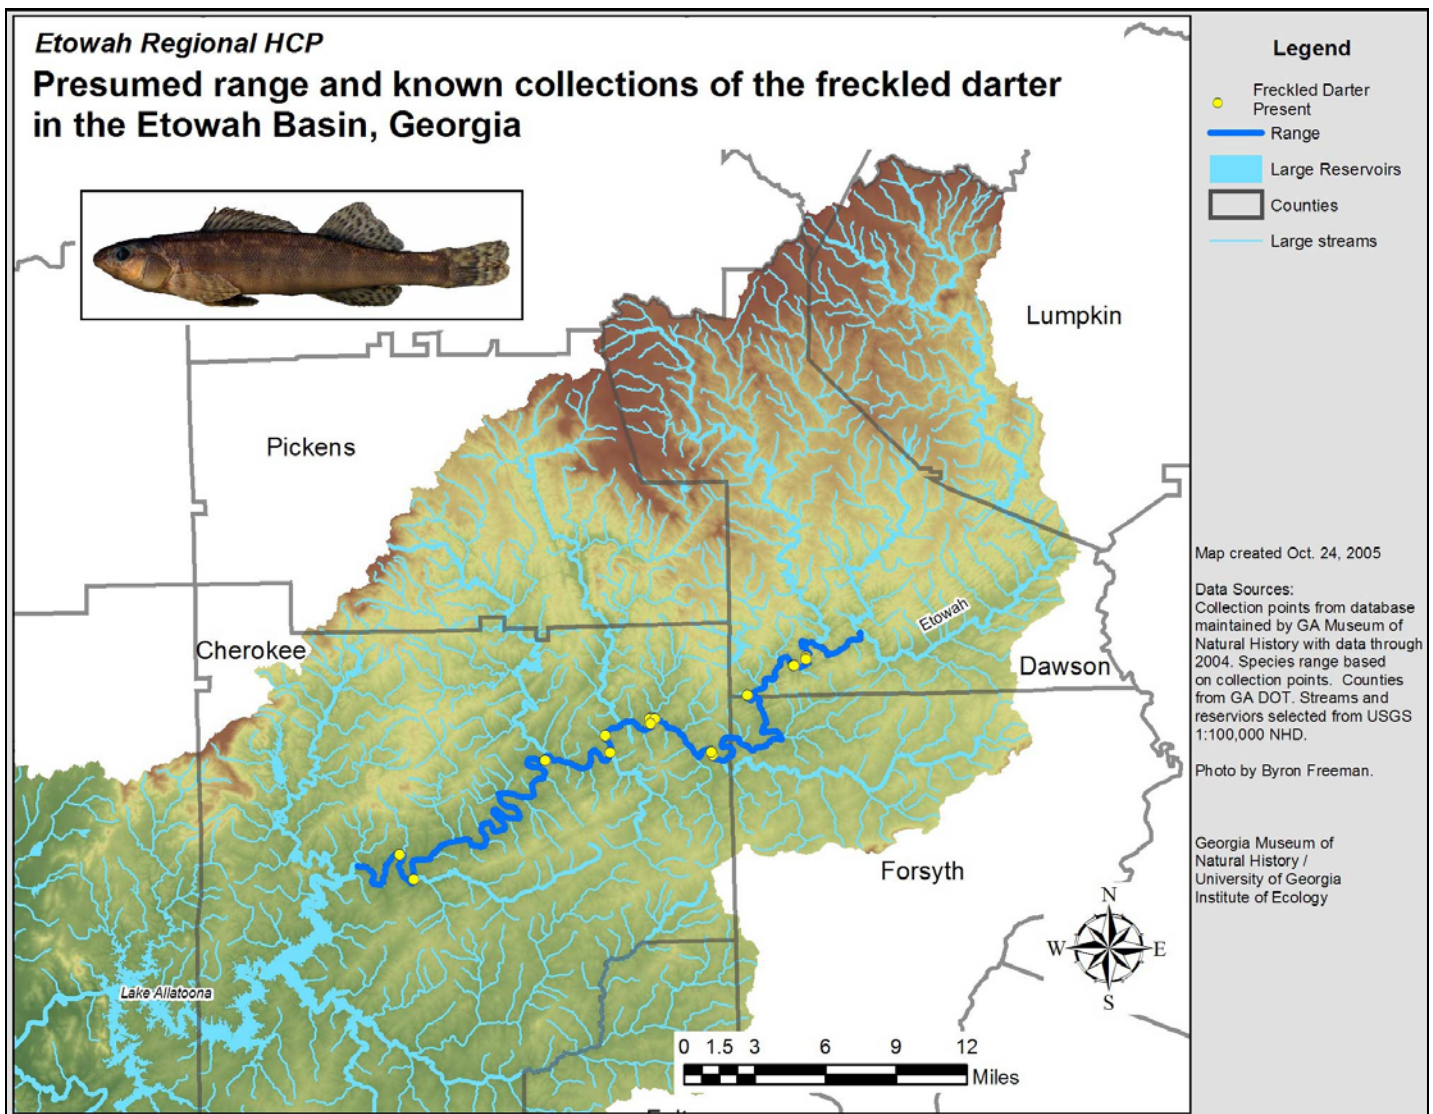 Etowah Regional HCP
Presumed range and known collections of the freckled darter
in the Etowah Basin, Georgia
Legend
Freckled Darter
Present
Range
Large Reservoirs
Counties
Large streams
Lumpkin
Pickens
Etowah
Cherokee
Dawson
Forsyth
Lake Allatoona
Map created Oct. 24, 2005
Data Sources:
Collection points from database
maintained by GA Museum of
Natural History with data through
2004. Species range based
on collection points. Counties
from GA DOT. Streams and
reserviors selected from USGS
1:100,000 NHD.
Photo by Byron Freeman.
Georgia Museum of
Natural History /
University of Georgia
Institute of Ecology
N
W E
S
0 1.5 3 6 9 12
Miles